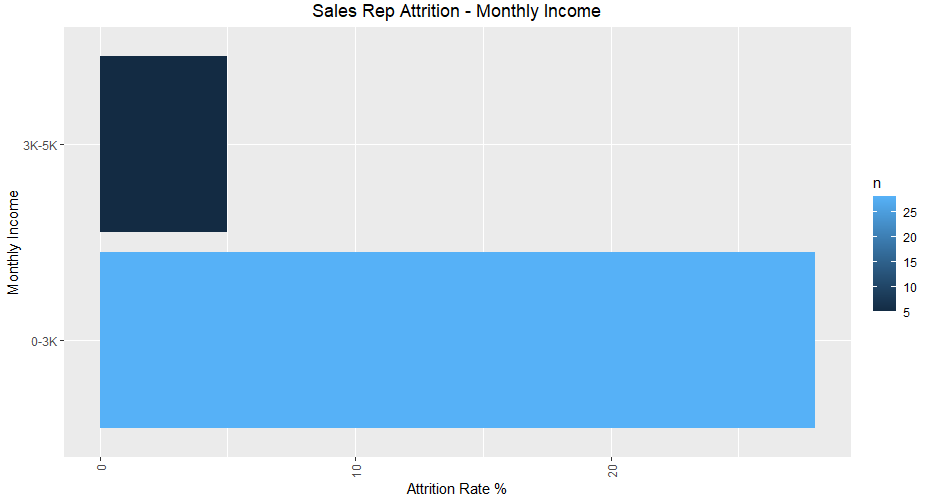 Sales Rep Attrition - Monthly Income
Monthly Income
3K-5K
0-3K
0
10
20
Attrition Rate %
n
25
20
15
10
5